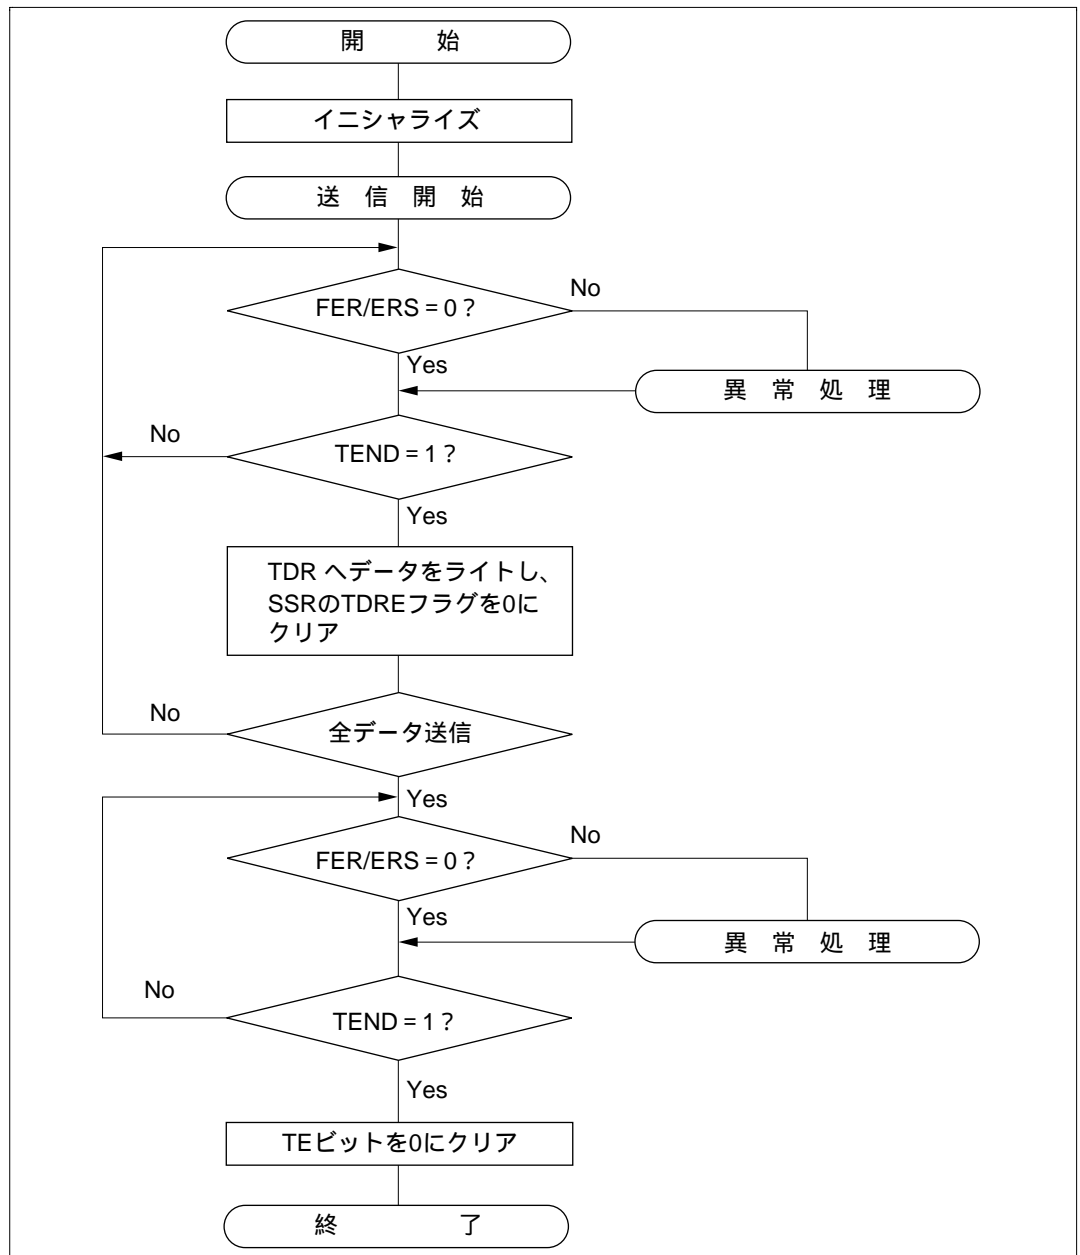 開 始
イニシャライズ
送 信 開 始
FER/ERS = 0 ?
No
Yes
異 常 処 理
No
TEND = 1 ?
Yes
TDR へデータをライトし、
SSRのTDREフラグを0に
クリア
No
全データ送信
Yes
No
FER/ERS = 0 ?
Yes
異 常 処 理
No
TEND = 1 ?
Yes
TEビットを0にクリア
終 了